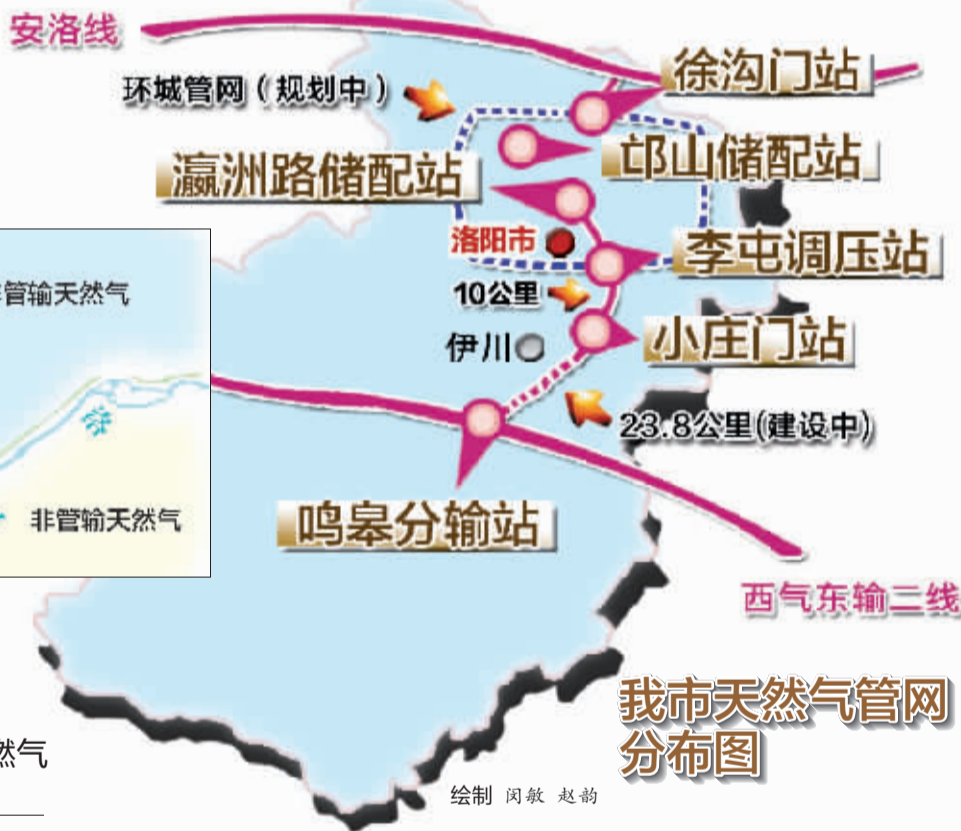 安洛线
徐沟门站
环城管网（规划中）
邙山储配站
瀛洲路储配站
洛阳市
李屯调压站
管输天然气
10公里
小庄门站
伊川
23.8公里(建设中)
非管输天然气
鸣皋分输站
西气东输二线
我市天然气管网
分布图
然气
绘制 闵敏 赵韵